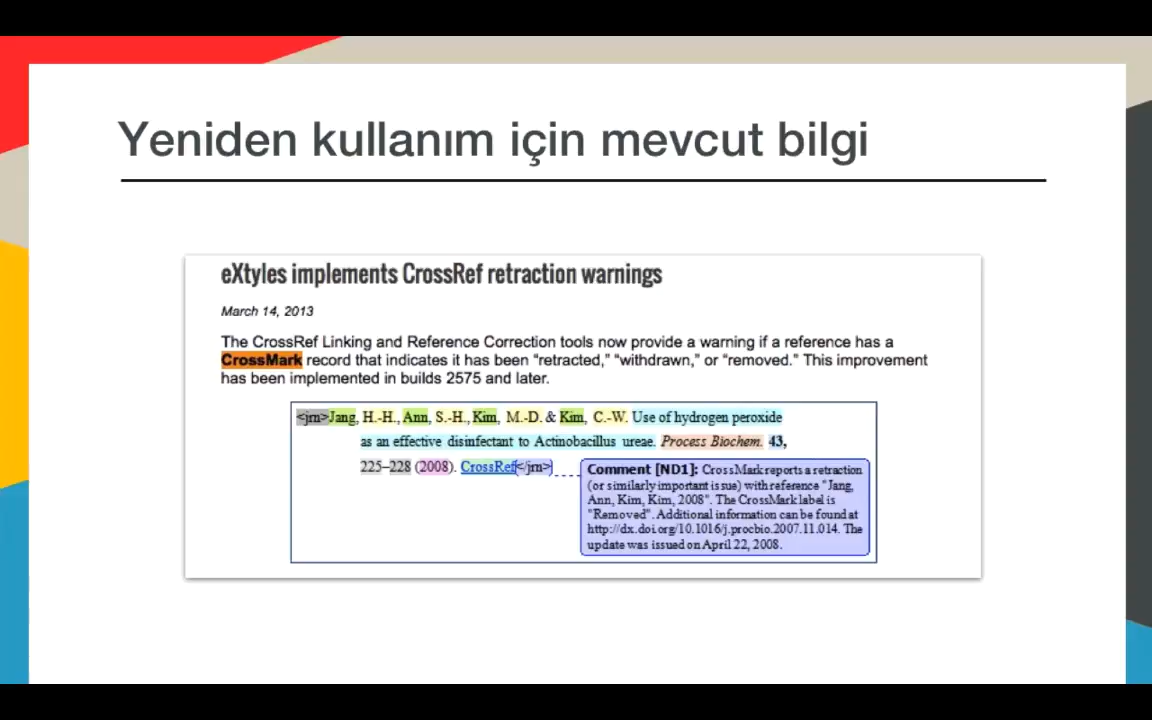 Yeniden kullanım için mevcut bilgi
eXtyles implements CrossRef retraction warnings
March 14, 2013
The CrossRef Linking and Reference Correction tools now provide a warning if a reference has a
CrossMark record that indicates it has been “retracted,” “withdrawn,” or “removed.” This improvement
has been implemented in builds 2575 and later.
<jrn>Jang, H.-H., Ann, S.-H., Kim, M.-D. & Kim, C.-W. Use of hydrogen peroxide
as an effective disinfectant to Actinobacillus ureae. Process Biochem. 43,
225–228 (2008). CrossRef</jrn>
Comment [ND1]: CrossMark reports a retraction
(or similarly important issue) with reference "Jang,
Ann, Kim, Kim, 2008". The CrossMark label is
"Removed". Additional information can be found at
http://dx.doi.org/10.1016/j.procbio.2007.11.014. The
update was issued on April 22, 2008.